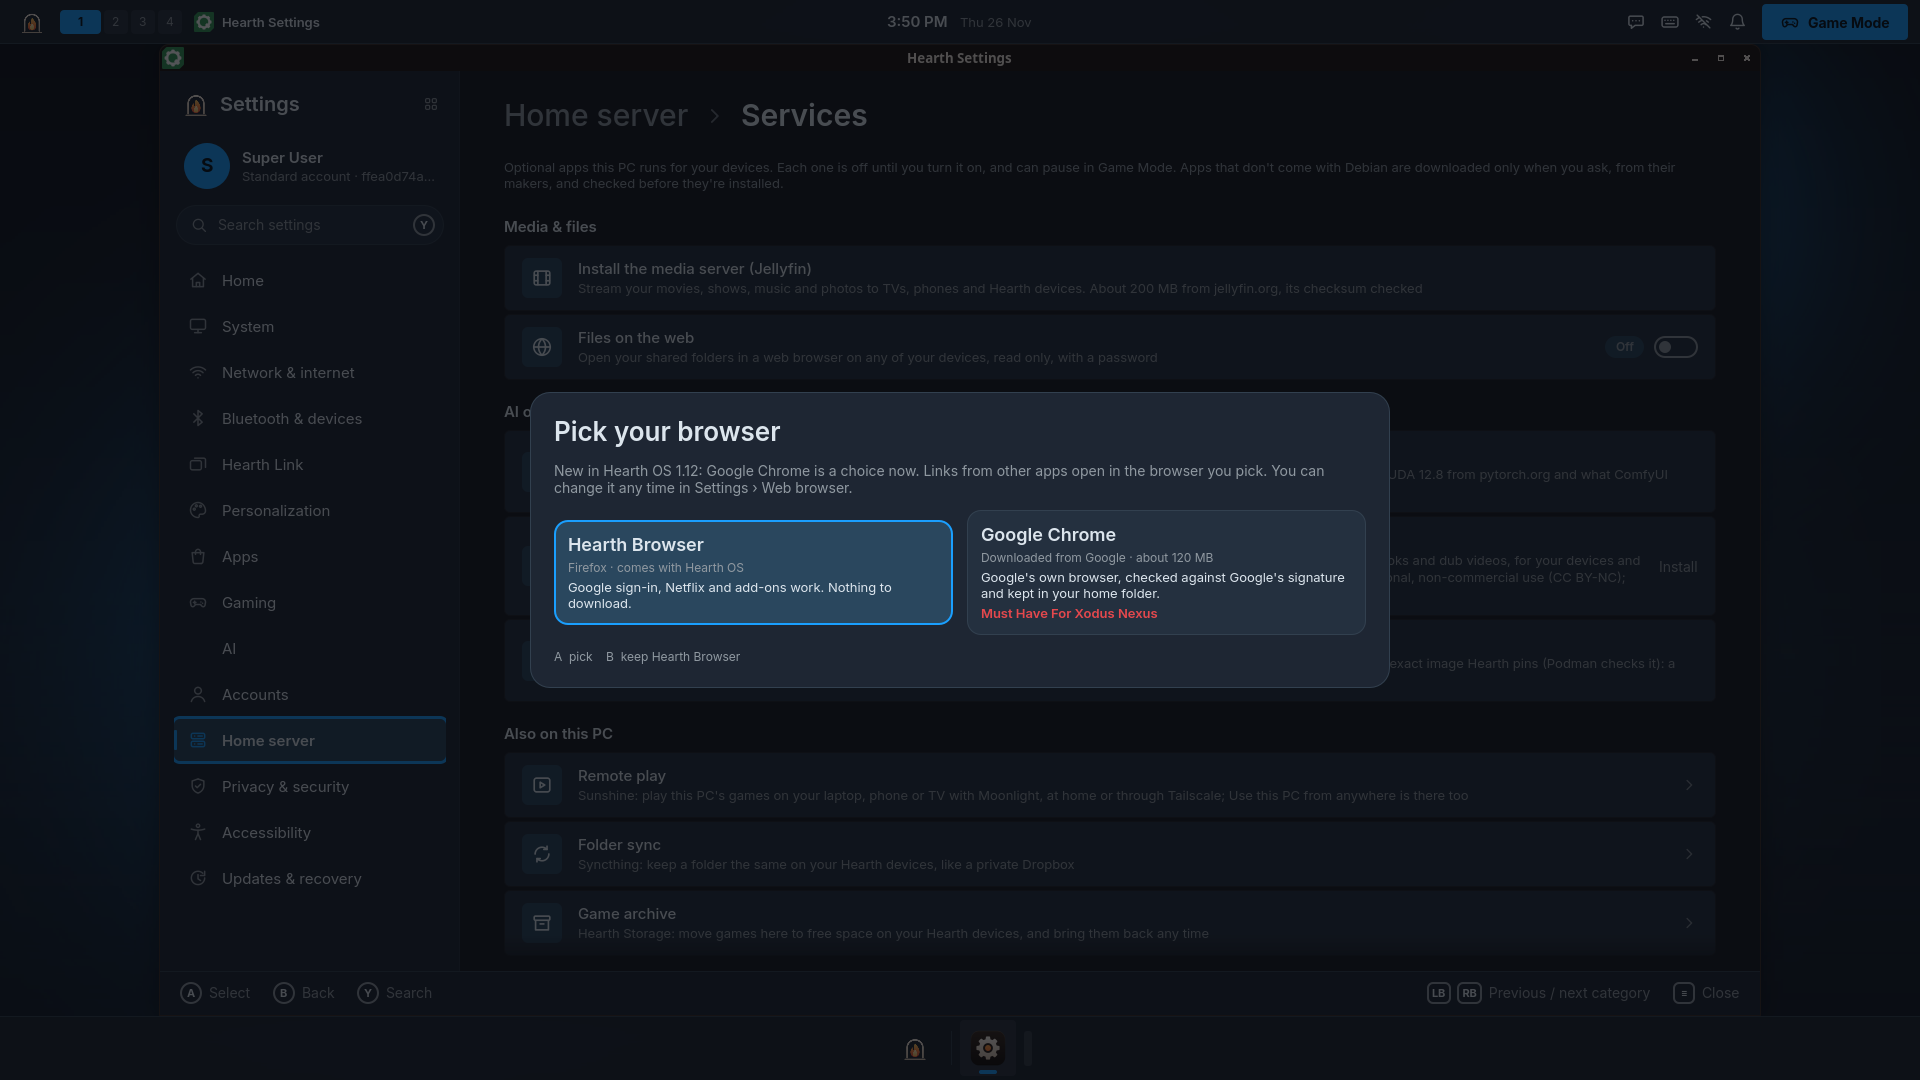 1 2 3 4 Hearth Settings
3:50 PM Thu 26 Nov
Game Mode
Hearth Settings
Settings
S
Super User
Standard account · ffea0d74a...
Search settings Y
Home
System
Network & internet
Bluetooth & devices
Hearth Link
Personalization
Apps
Gaming
AI
Accounts
Home server
Privacy & security
Accessibility
Updates & recovery
Home server › Services
Optional apps this PC runs for your devices. Each one is off until you turn it on, and can pause in Game Mode. Apps that don't come with Debian are downloaded only when you ask, from their
makers, and checked before they're installed.
Media & files
Install the media server (Jellyfin)
Stream your movies, shows, music and photos to TVs, phones and Hearth devices. About 200 MB from jellyfin.org, its checksum checked
Files on the web
Open your shared folders in a web browser on any of your devices, read only, with a password
Off
AI
12.8 from pytorch.org and what ComfyUI
and dub videos, for your devices and
non-commercial use (CC BY-NC);
Install
exact image Hearth pins (Podman checks it): a
Pick your browser
New in Hearth OS 1.12: Google Chrome is a choice now. Links from other apps open in the browser you pick. You can
change it any time in Settings › Web browser.
Hearth Browser
Firefox · comes with Hearth OS
Google sign-in, Netflix and add-ons work. Nothing to
download.
Google Chrome
Downloaded from Google · about 120 MB
Google's own browser, checked against Google's signature
and kept in your home folder.
Must Have For Xodus Nexus
A pick B keep Hearth Browser
Also on this PC
Remote play
Sunshine: play this PC's games on your laptop, phone or TV with Moonlight, at home or through Tailscale; Use this PC from anywhere is there too
Folder sync
Syncthing: keep a folder the same on your Hearth devices, like a private Dropbox
Game archive
Hearth Storage: move games here to free space on your Hearth devices, and bring them back any time
A Select B Back Y Search
LB RB Previous / next category ≡ Close